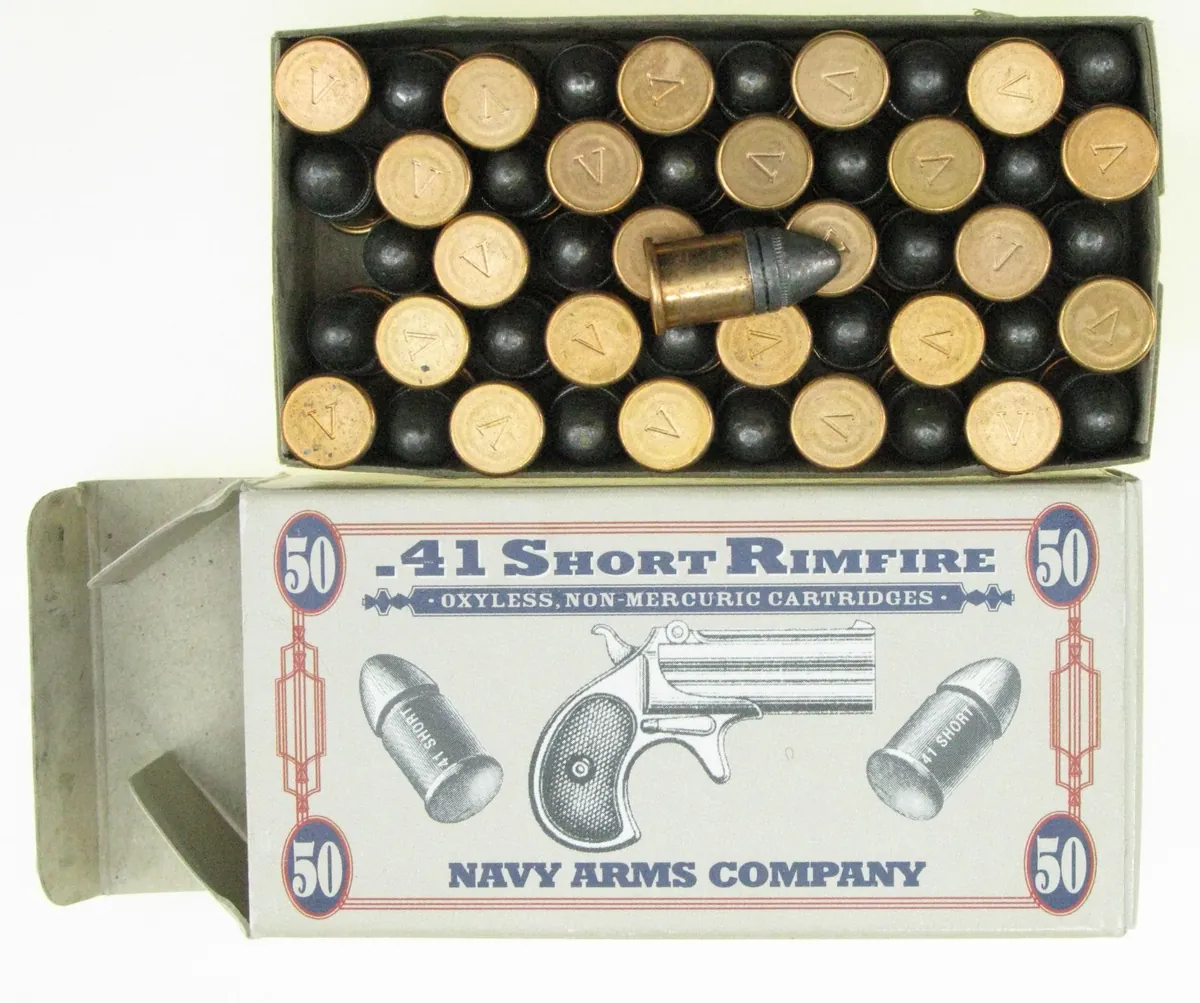 V V V V V
V V V V V
V V V V
V V V V V
V V V V V
50 50
.41 SHORT RIMFIRE
· OXYLESS, NON-MERCURIC CARTRIDGES ·
41 SHORT 41 SHORT
50 50
NAVY ARMS COMPANY